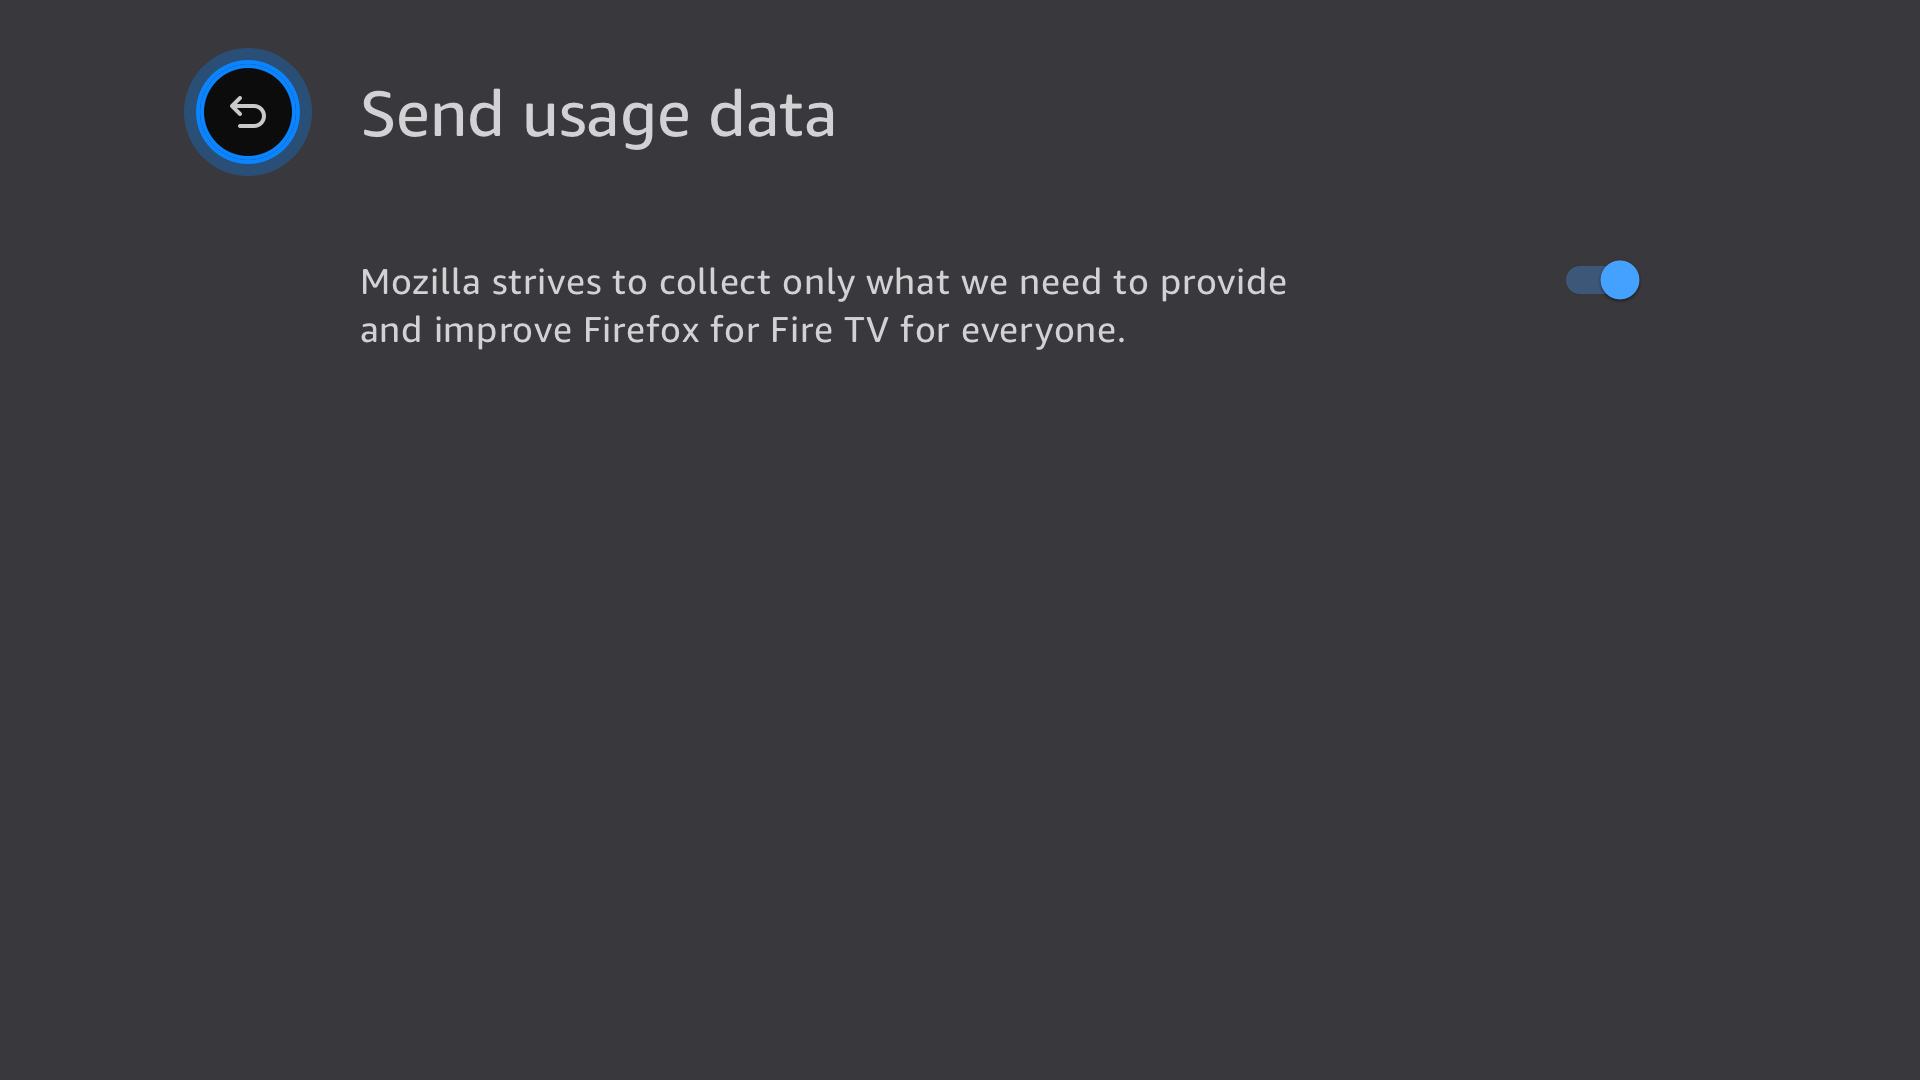 Send usage data
Mozilla strives to collect only what we need to provide
and improve Firefox for Fire TV for everyone.